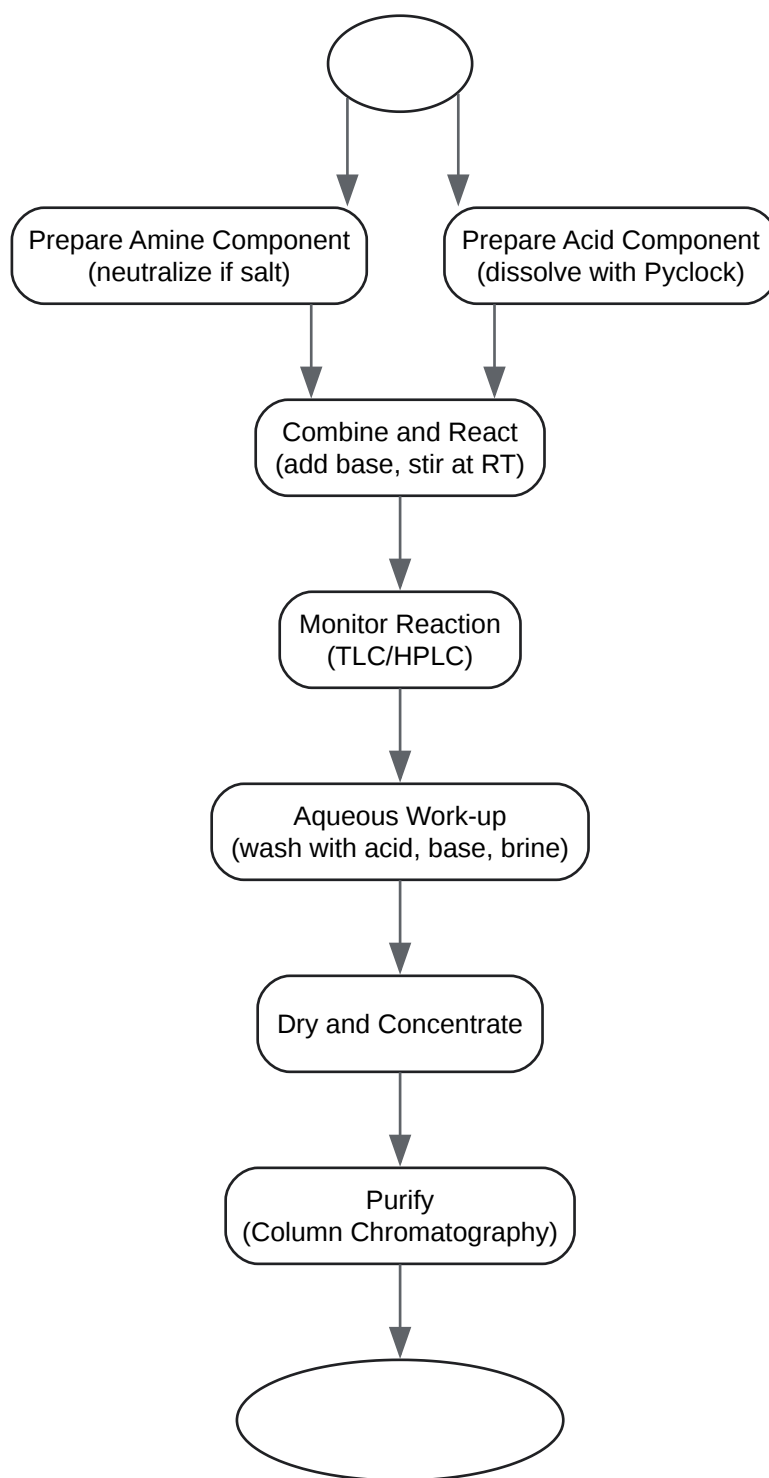 Prepare Amine Component
(neutralize if salt)
Prepare Acid Component
(dissolve with Pyclock)
Combine and React
(add base, stir at RT)
Monitor Reaction
(TLC/HPLC)
Aqueous Work-up
(wash with acid, base, brine)
Dry and Concentrate
Purify
(Column Chromatography)